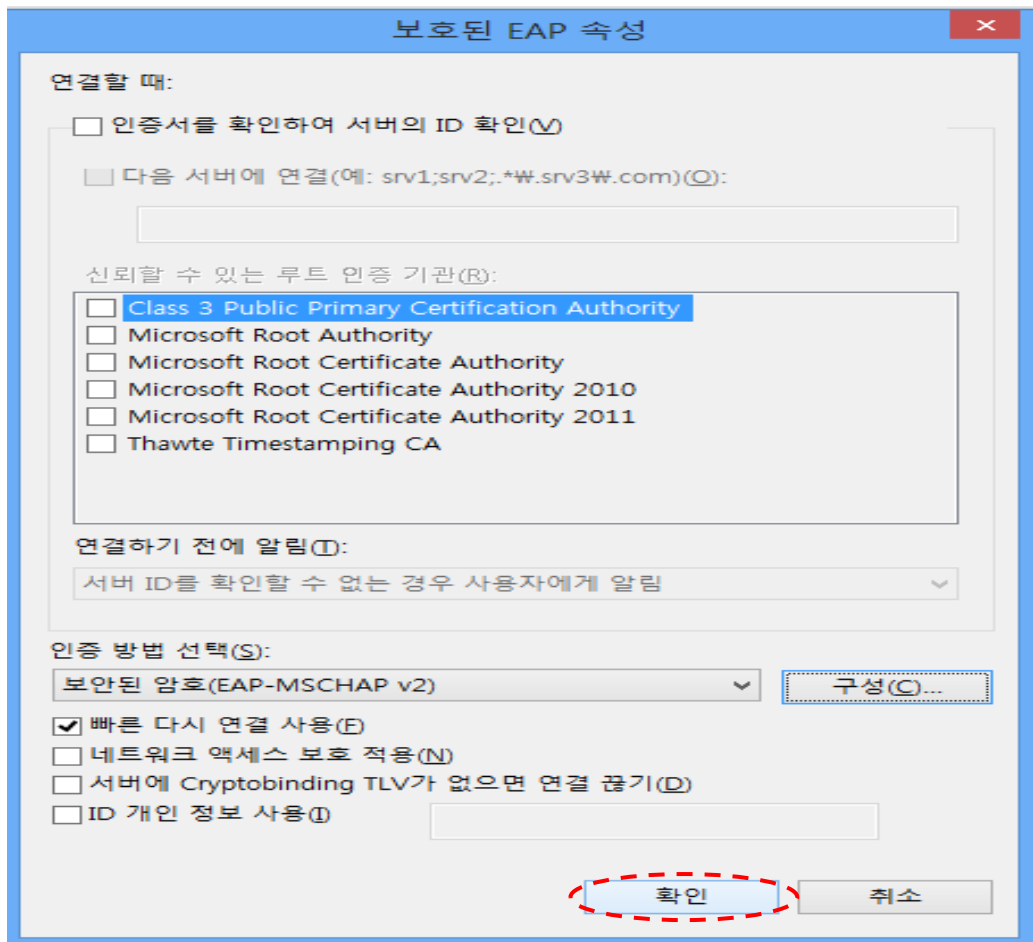 보호된 EAP 속성
연결할 때:
인증서를 확인하여 서버의 ID 확인(V)
다음 서버에 연결(예: srv1;srv2;.*₩.srv3₩.com)(O):
신뢰할 수 있는 루트 인증 기관(R):
Class 3 Public Primary Certification Authority
Microsoft Root Authority
Microsoft Root Certificate Authority
Microsoft Root Certificate Authority 2010
Microsoft Root Certificate Authority 2011
Thawte Timestamping CA
연결하기 전에 알림(T):
서버 ID를 확인할 수 없는 경우 사용자에게 알림
인증 방법 선택(S):
보안된 암호(EAP-MSCHAP v2) 구성(C)...
빠른 다시 연결 사용(F)
네트워크 액세스 보호 적용(N)
서버에 Cryptobinding TLV가 없으면 연결 끊기(D)
ID 개인 정보 사용(I)
확인 취소